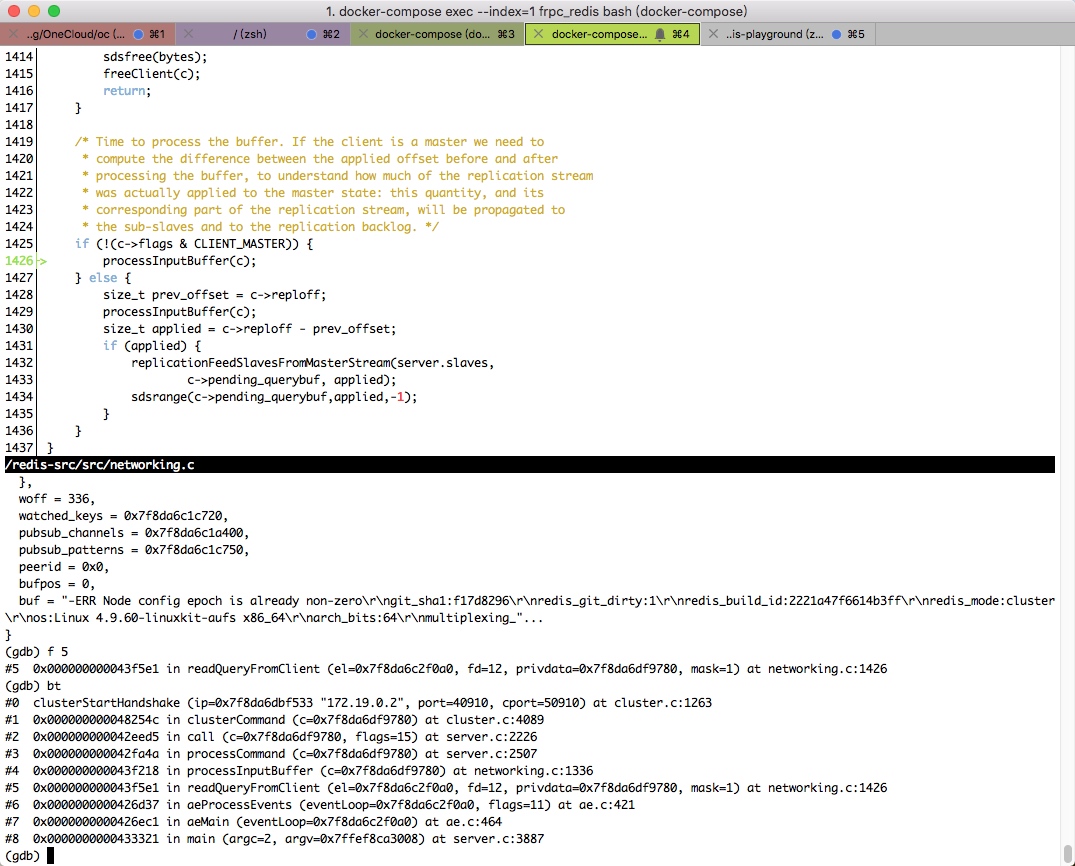 1. docker-compose exec --index=1 frpc_redis bash (docker-compose)
..g/OneCloud/oc (... ⌘#1 / (zsh) ⌘#2 docker-compose (do... ⌘#3 docker-compose... ⌘#4 ..is-playground (z... ⌘#5
1414 sdsfree(bytes);
1415 freeClient(c);
1416 return;
1417 }
1418
1419 /* Time to process the buffer. If the client is a master we need to
1420 * compute the difference between the applied offset before and after
1421 * processing the buffer, to understand how much of the replication stream
1422 * was actually applied to the master state: this quantity, and its
1423 * corresponding part of the replication stream, will be propagated to
1424 * the sub-slaves and to the replication backlog. */
1425 if (!(c->flags & CLIENT_MASTER)) {
1426-> processInputBuffer(c);
1427 } else {
1428 size_t prev_offset = c->reploff;
1429 processInputBuffer(c);
1430 size_t applied = c->reploff - prev_offset;
1431 if (applied) {
1432 replicationFeedSlavesFromMasterStream(server.slaves,
1433 c->pending_querybuf, applied);
1434 sdsrange(c->pending_querybuf,applied,-1);
1435 }
1436 }
1437 }
/redis-src/src/networking.c
},
woff = 336,
watched_keys = 0x7f8da6c1c720,
pubsub_channels = 0x7f8da6c1a400,
pubsub_patterns = 0x7f8da6c1c750,
peerid = 0x0,
bufpos = 0,
buf = "-ERR Node config epoch is already non-zero\r\ngit_sha1:f17d8296\r\nredis_git_dirty:1\r\nredis_build_id:2221a47f6614b3ff\r\nredis_mode:cluster
\r\nos:Linux 4.9.60-linuxkit-aufs x86_64\r\narch_bits:64\r\nmultiplexing_"...
}
(gdb) f 5
#5 0x000000000043f5e1 in readQueryFromClient (el=0x7f8da6c2f0a0, fd=12, privdata=0x7f8da6df9780, mask=1) at networking.c:1426
(gdb) bt
#0 clusterStartHandshake (ip=0x7f8da6dbf533 "172.19.0.2", port=40910, cport=50910) at cluster.c:1263
#1 0x000000000048254c in clusterCommand (c=0x7f8da6df9780) at cluster.c:4089
#2 0x000000000042eed5 in call (c=0x7f8da6df9780, flags=15) at server.c:2226
#3 0x000000000042fa4a in processCommand (c=0x7f8da6df9780) at server.c:2507
#4 0x000000000043f218 in processInputBuffer (c=0x7f8da6df9780) at networking.c:1336
#5 0x000000000043f5e1 in readQueryFromClient (el=0x7f8da6c2f0a0, fd=12, privdata=0x7f8da6df9780, mask=1) at networking.c:1426
#6 0x0000000000426d37 in aeProcessEvents (eventLoop=0x7f8da6c2f0a0, flags=11) at ae.c:421
#7 0x0000000000426ec1 in aeMain (eventLoop=0x7f8da6c2f0a0) at ae.c:464
#8 0x0000000000433321 in main (argc=2, argv=0x7ffef8ca3008) at server.c:3887
(gdb)